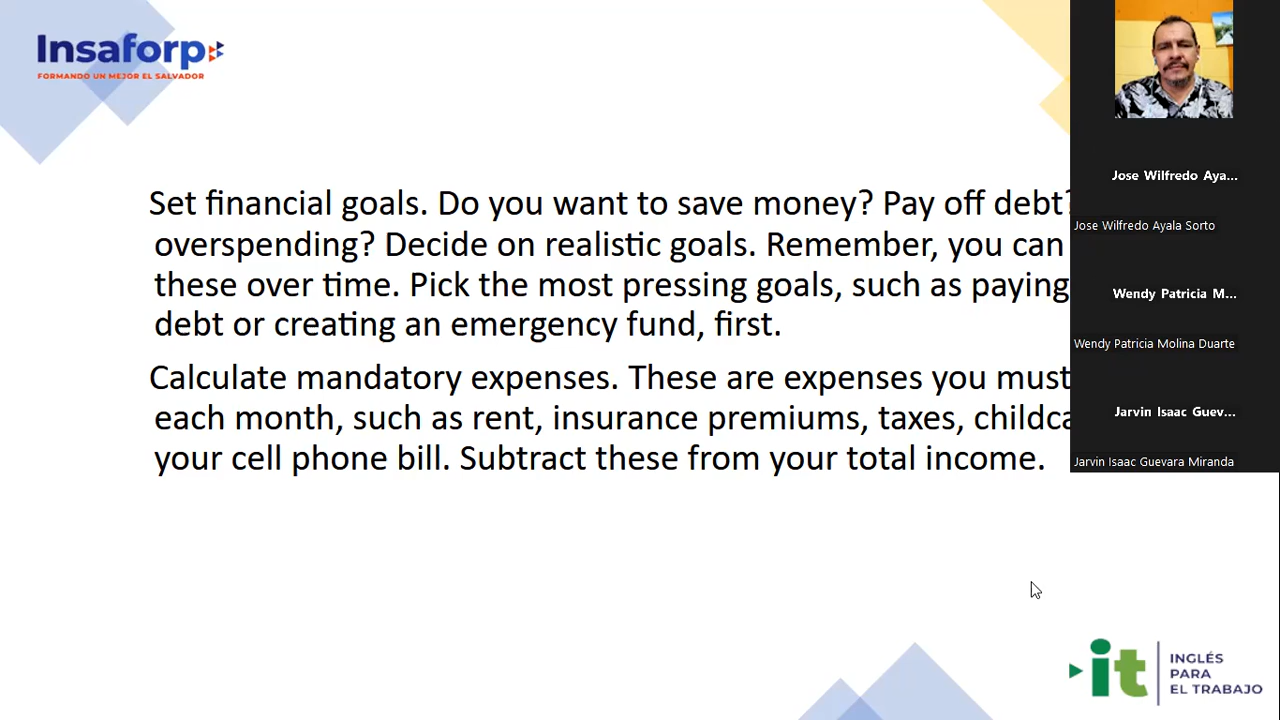 Insaforp
FORMANDO UN MEJOR EL SALVADOR
Set financial goals. Do you want to save money? Pay off debt?
overspending? Decide on realistic goals. Remember, you can
these over time. Pick the most pressing goals, such as paying
debt or creating an emergency fund, first.
Calculate mandatory expenses. These are expenses you must
each month, such as rent, insurance premiums, taxes,
your cell phone bill. Subtract these from your total income.
Jose Wilfredo Aya...
Jose Wilfredo Ayala Sorto
Wendy Patricia M...
Wendy Patricia Molina Duarte
Jarvin Isaac Guev...
Jarvin Isaac Guevara Miranda
it
INGLÉS
PARA
EL TRABAJO